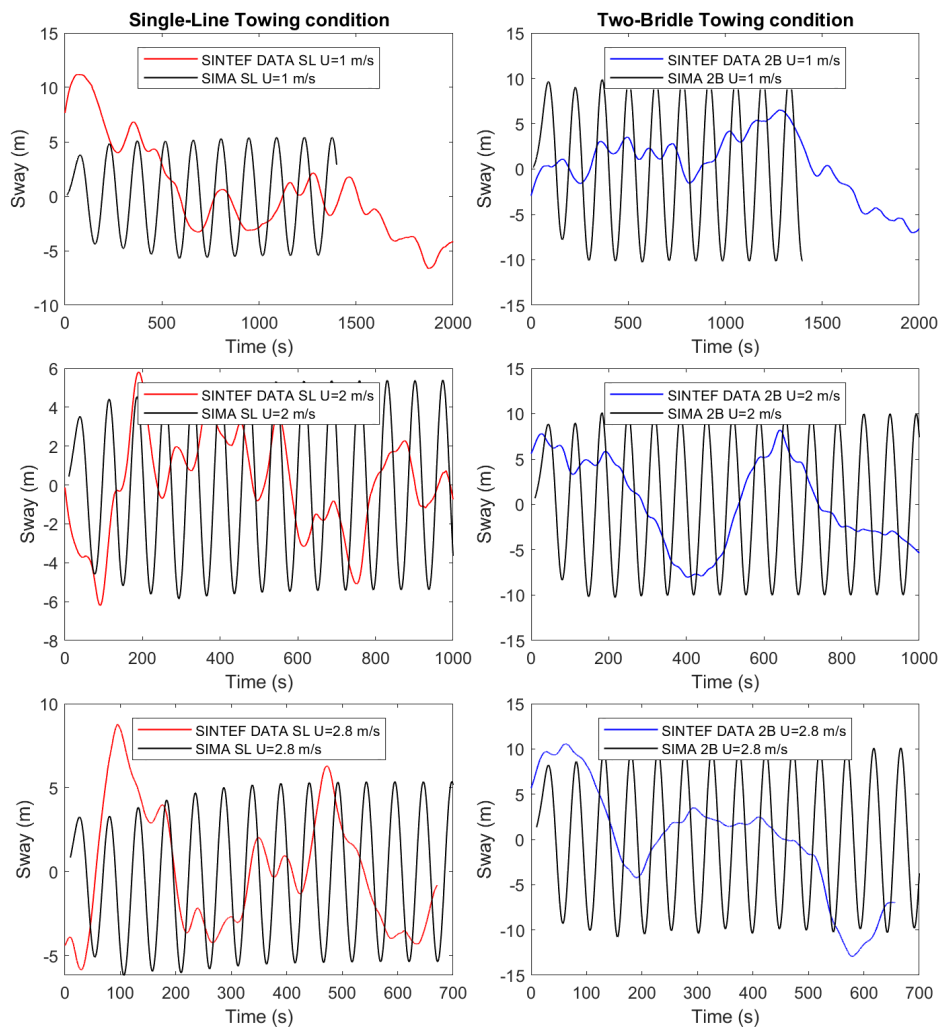 Single-Line Towing condition
15
10
5
0
-5
-10
Sway (m)
SINTEF DATA SL U=1 m/s
SIMA SL U=1 m/s
0 500 1000 1500 2000
Time (s)
Two-Bridle Towing condition
15
10
5
0
-5
-10
-15
Sway (m)
SINTEF DATA 2B U=1 m/s
SIMA 2B U=1 m/s
0 500 1000 1500 2000
Time (s)
6
4
2
0
-2
-4
-6
-8
Sway (m)
SINTEF DATA SL U=2 m/s
SIMA SL U=2 m/s
0 200 400 600 800 1000
Time (s)
15
10
5
0
-5
-10
-15
Sway (m)
SINTEF DATA 2B U=2 m/s
SIMA 2B U=2 m/s
0 200 400 600 800 1000
Time (s)
10
5
0
-5
Sway (m)
SINTEF DATA SL U=2.8 m/s
SIMA SL U=2.8 m/s
0 100 200 300 400 500 600 700
Time (s)
15
10
5
0
-5
-10
-15
Sway (m)
SINTEF DATA 2B U=2.8 m/s
SIMA 2B U=2.8 m/s
0 100 200 300 400 500 600 700
Time (s)